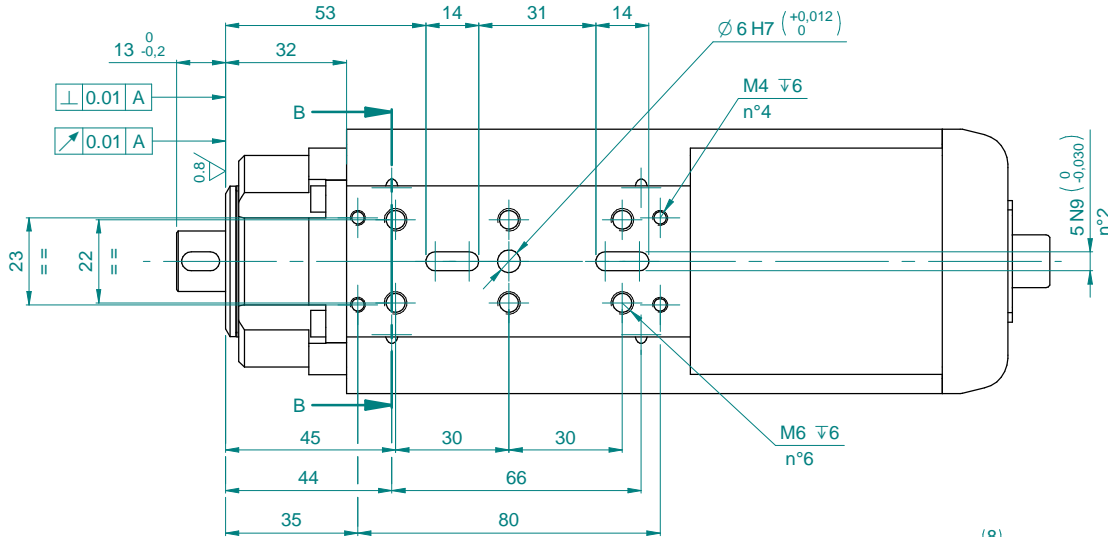 53
14
31
14
Ø 6 H7 ( +0,012 0 )
13 0 -0,2
32
M4 ↧6
n°4
B
⊥ 0.01 A
↗ 0.01 A
0.8
5 N9 ( 0 -0,030 )
n°2
23
= =
22
= =
B
M6 ↧6
n°6
45
30
30
44
66
35
80
(8)